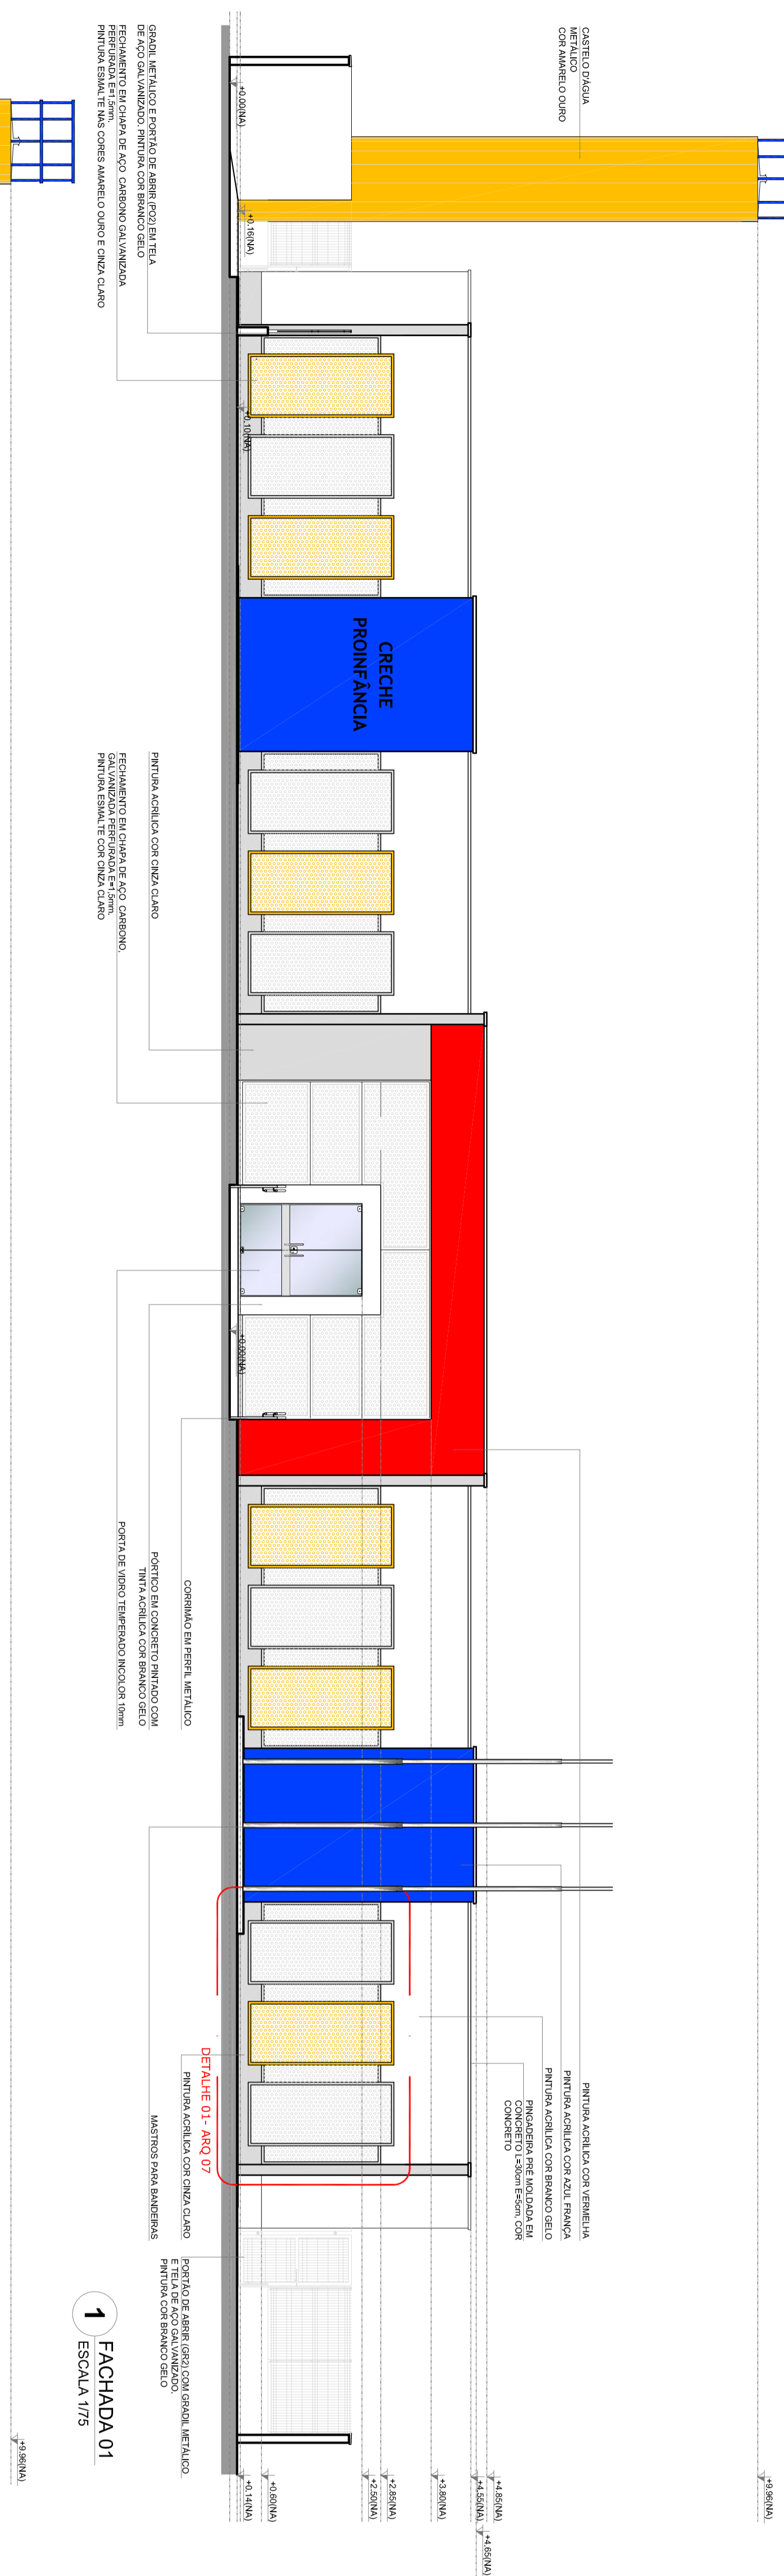 CASTELO D'ÁGUA
METÁLICO
COR AMARELO OURO
GRADIL METÁLICO E PORTÃO DE ABRIR (PO2) EM TELA
DE AÇO GALVANIZADO, PINTURA COR BRANCO GELO
FECHAMENTO EM CHAPA DE AÇO CARBONO GALVANIZADA
PERFURADA E=1,5mm.
PINTURA ESMALTE NAS CORES AMARELO OURO E CINZA CLARO
+0,00(NA)
+0,16(NA)
+0,10(NA)
CRECHE
PROINFÂNCIA
PINTURA ACRÍLICA COR CINZA CLARO
FECHAMENTO EM CHAPA DE AÇO CARBONO,
GALVANIZADA PERFURADA E=1,5mm.
PINTURA ESMALTE COR CINZA CLARO
+0,00(NA)
CORRIMÃO EM PERFIL METÁLICO
PÓRTICO EM CONCRETO PINTADO COM
TINTA ACRÍLICA COR BRANCO GELO
PORTA DE VIDRO TEMPERADO INCOLOR 10mm
PINTURA ACRÍLICA COR VERMELHA
PINTURA ACRÍLICA COR AZUL FRANÇA
PINTURA ACRÍLICA COR BRANCO GELO
PINGADEIRA PRÉ MOLDADA EM
CONCRETO L=30cm E=5cm, COR
CONCRETO
DETALHE 01- ARQ 07
PINTURA ACRÍLICA COR CINZA CLARO
MASTROS PARA BANDEIRAS
PORTÃO DE ABRIR (GR2) COM GRADIL METÁLICO
E TELA DE AÇO GALVANIZADO,
PINTURA COR BRANCO GELO
+9,96(NA)
+4,85(NA)
+4,65(NA)
+4,55(NA)
+3,80(NA)
+2,85(NA)
+2,50(NA)
+0,60(NA)
+0,14(NA)
1
FACHADA 01
ESCALA 1/75
+9,96(NA)